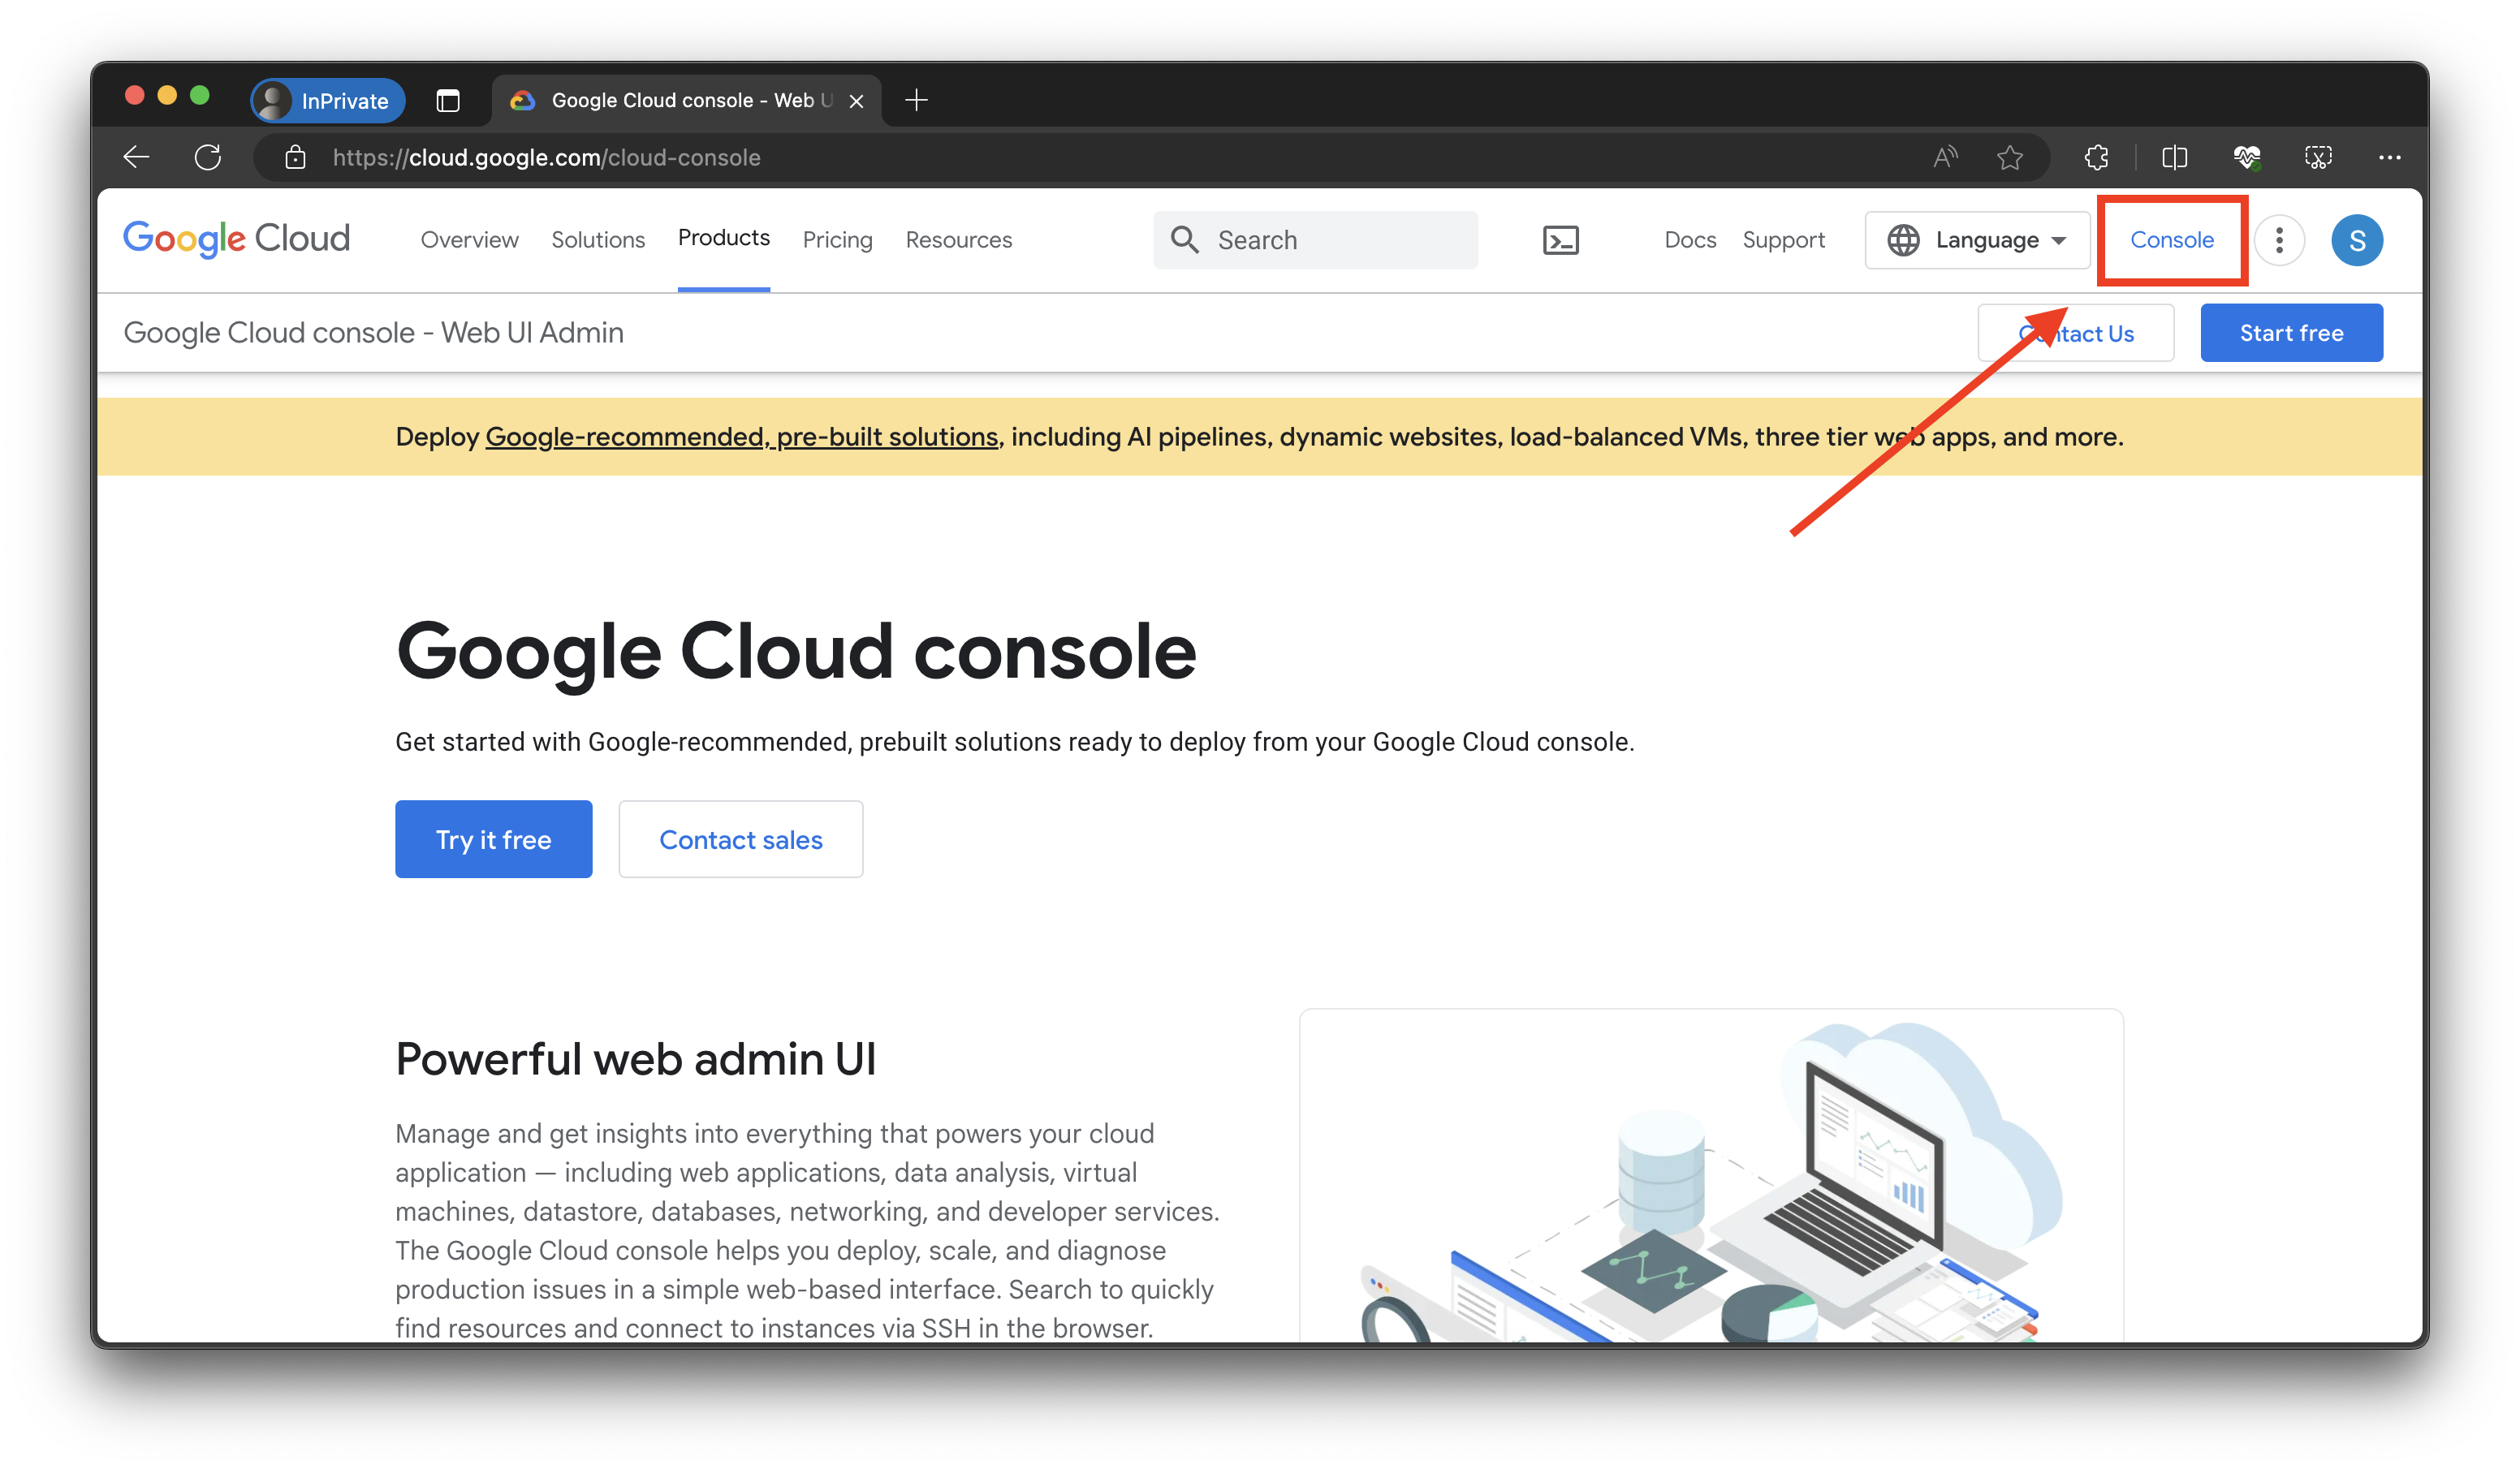 InPrivate
Google Cloud console - Web U
https://cloud.google.com/cloud-console
Google Cloud
Overview
Solutions
Products
Pricing
Resources
Search
Docs
Support
Language
Console
S
Google Cloud console - Web UI Admin
Contact Us
Start free
Deploy Google-recommended, pre-built solutions, including AI pipelines, dynamic websites, load-balanced VMs, three tier web apps, and more.
Google Cloud console
Get started with Google-recommended, prebuilt solutions ready to deploy from your Google Cloud console.
Try it free
Contact sales
Powerful web admin UI
Manage and get insights into everything that powers your cloud
application — including web applications, data analysis, virtual
machines, datastore, databases, networking, and developer services.
The Google Cloud console helps you deploy, scale, and diagnose
production issues in a simple web-based interface. Search to quickly
find resources and connect to instances via SSH in the browser.